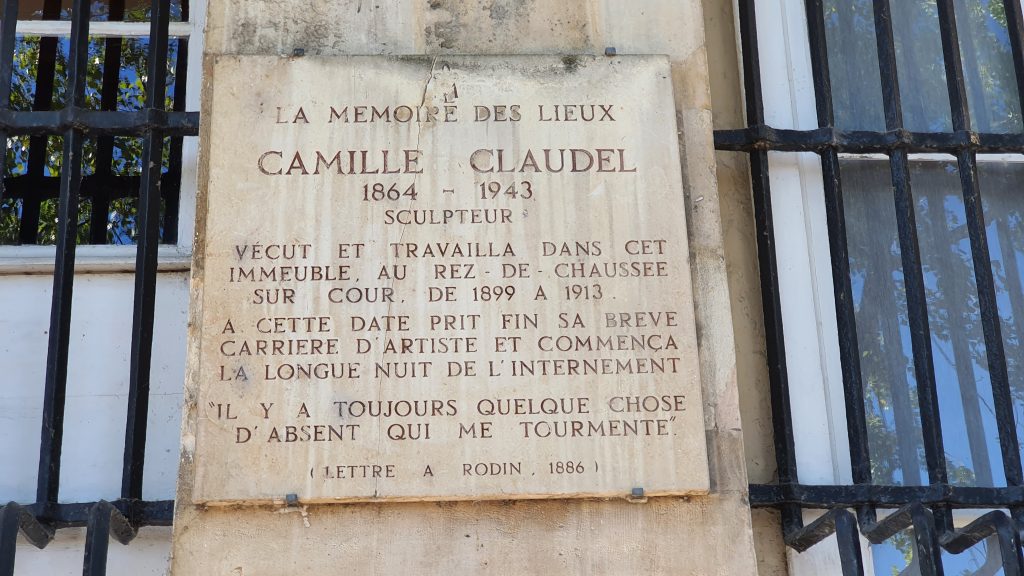 LA MEMOIRE DES LIEUX
CAMILLE CLAUDEL
1864 - 1943
SCULPTEUR
VÉCUT ET TRAVAILLA DANS CET
IMMEUBLE, AU REZ-DE-CHAUSSEE
SUR COUR, DE 1899 A 1913.
A CETTE DATE PRIT FIN SA BREVE
CARRIERE D'ARTISTE ET COMMENÇA
LA LONGUE NUIT DE L'INTERNEMENT
"IL Y A TOUJOURS QUELQUE CHOSE
D'ABSENT QUI ME TOURMENTE".
(LETTRE A RODIN, 1886)